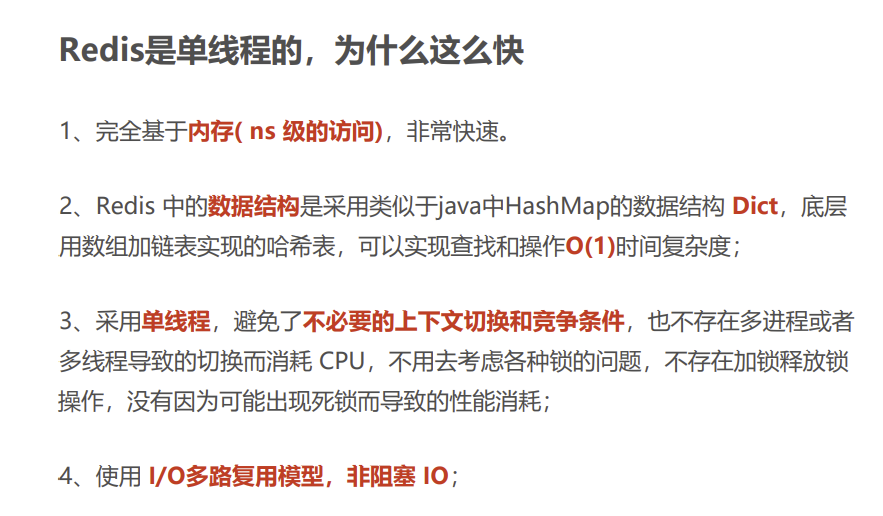 Redis是单线程的，为什么这么快
1、完全基于内存( ns 级的访问)，非常快速。
2、Redis 中的数据结构是采用类似于java中HashMap的数据结构 Dict，底层
用数组加链表实现的哈希表，可以实现查找和操作O(1)时间复杂度；
3、采用单线程，避免了不必要的上下文切换和竞争条件，也不存在多进程或者
多线程导致的切换而消耗 CPU，不用去考虑各种锁的问题，不存在加锁释放锁
操作，没有因为可能出现死锁而导致的性能消耗；
4、使用 I/O多路复用模型，非阻塞 IO；